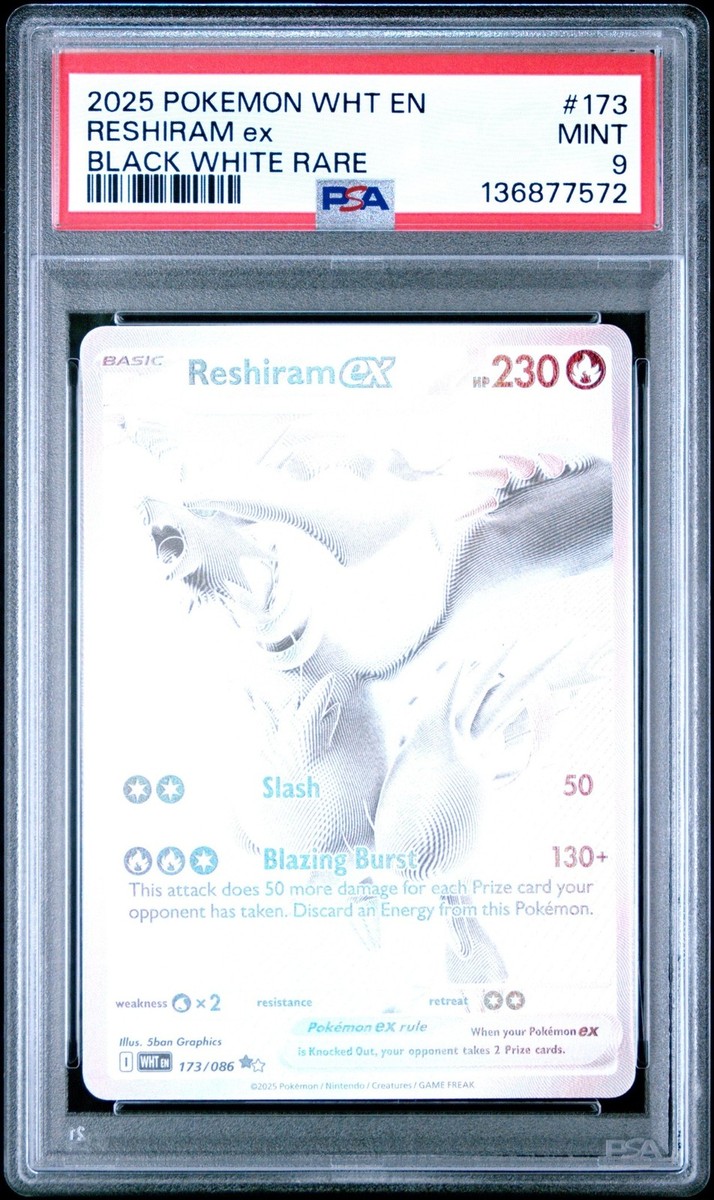 2025 POKEMON WHT EN #173
RESHIRAM ex MINT
BLACK WHITE RARE 9
PSA 136877572
BASIC Reshiram ex HP 230
Slash 50
Blazing Burst 130+
This attack does 50 more damage for each Prize card your
opponent has taken. Discard an Energy from this Pokémon.
weakness ×2 resistance retreat
Pokémon ex rule When your Pokémon ex
is Knocked Out, your opponent takes 2 Prize cards.
Illus. 5ban Graphics
I WHT EN 173/086
©2025 Pokémon / Nintendo / Creatures / GAME FREAK
PSA